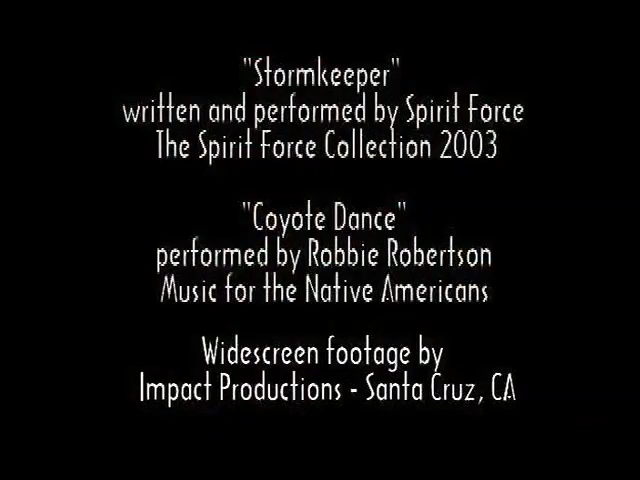 "Stormkeeper"
written and performed by Spirit Force
The Spirit Force Collection 2003
"Coyote Dance"
performed by Robbie Robertson
Music for the Native Americans
Widescreen footage by
Impact Productions - Santa Cruz, CA